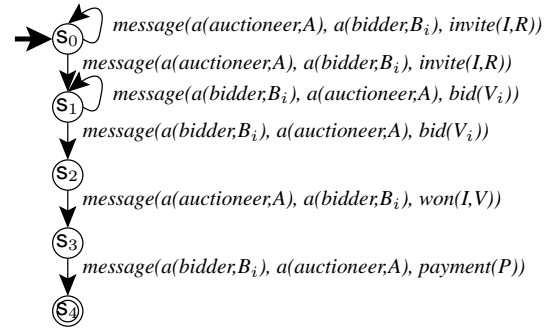 s₀ message(a(auctioneer,A), a(bidder,Bᵢ), invite(I,R))
message(a(auctioneer,A), a(bidder,Bᵢ), invite(I,R))
s₁ message(a(bidder,Bᵢ), a(auctioneer,A), bid(Vᵢ))
message(a(bidder,Bᵢ), a(auctioneer,A), bid(Vᵢ))
s₂
message(a(auctioneer,A), a(bidder,Bᵢ), won(I,V))
s₃
message(a(bidder,Bᵢ), a(auctioneer,A), payment(P))
s₄